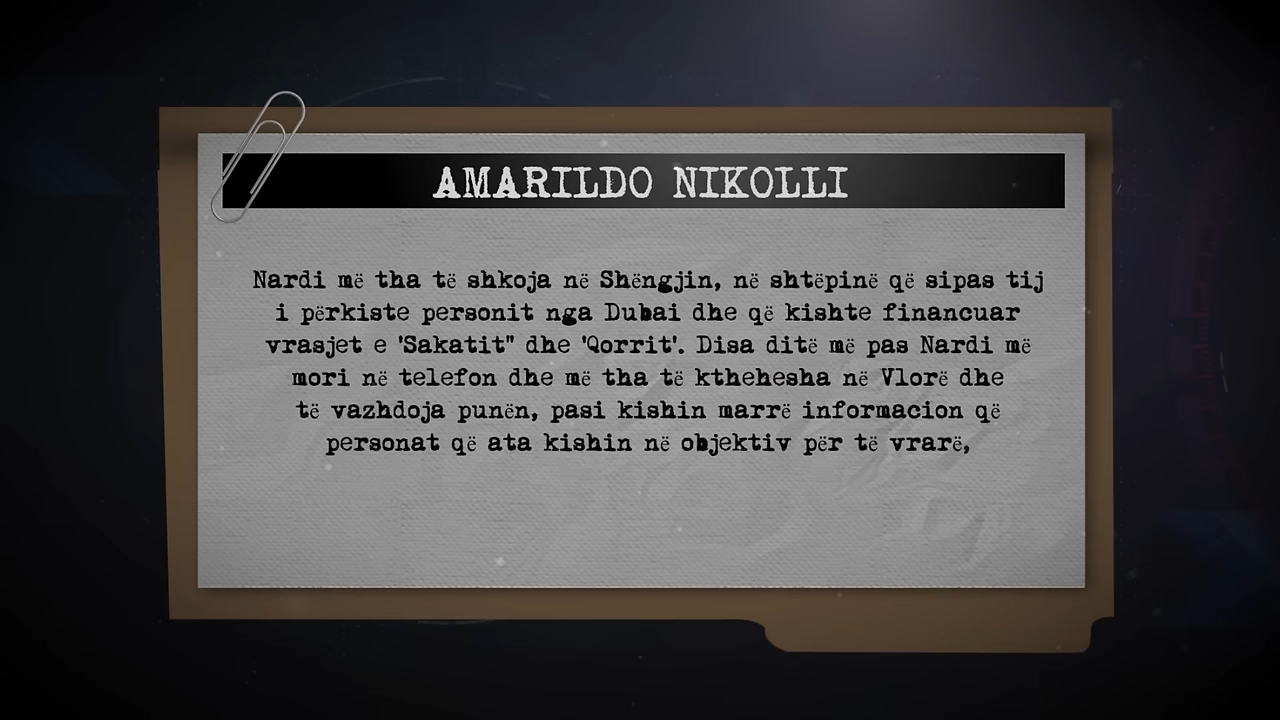 AMARILDO NIKOLLI
Nardi më tha të shkoja në Shëngjin, në shtëpinë që sipas tij
i përkiste personit nga Dubai dhe që kishte financuar
vrasjet e 'Sakatit" dhe 'Qorrit'. Disa ditë më pas Nardi më
mori në telefon dhe më tha të kthehesha në Vlorë dhe
të vazhdoja punën, pasi kishin marrë informacion që
personat që ata kishin në objektiv për të vrarë,